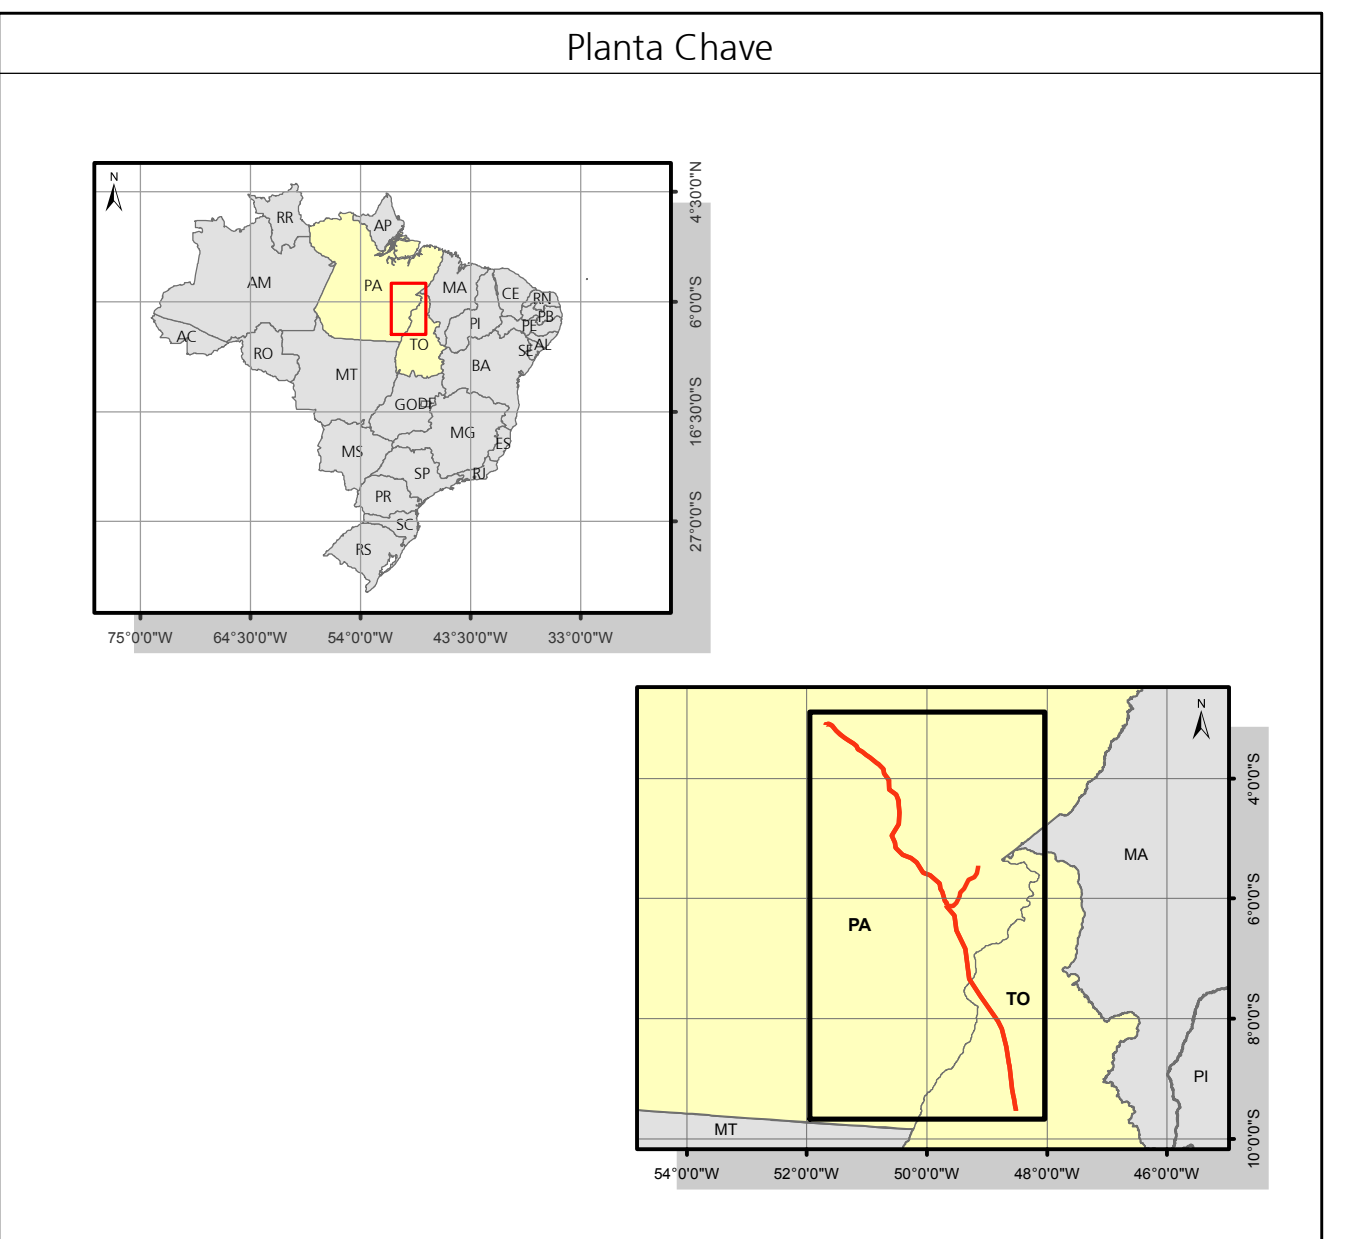 Planta Chave
N
4°30'0"N
RR
AP
AM
PA
MA
CE
RN
6°0'0"S
PB
PI
PE
AC
TO
AL
SE
RO
BA
MT
GO
DF
16°30'0"S
MG
ES
MS
SP
RJ
PR
SC
27°0'0"S
RS
75°0'0"W 64°30'0"W 54°0'0"W 43°30'0"W 33°0'0"W
N
4°0'0"S
MA
6°0'0"S
PA
TO
8°0'0"S
PI
MT
10°0'0"S
54°0'0"W 52°0'0"W 50°0'0"W 48°0'0"W 46°0'0"W